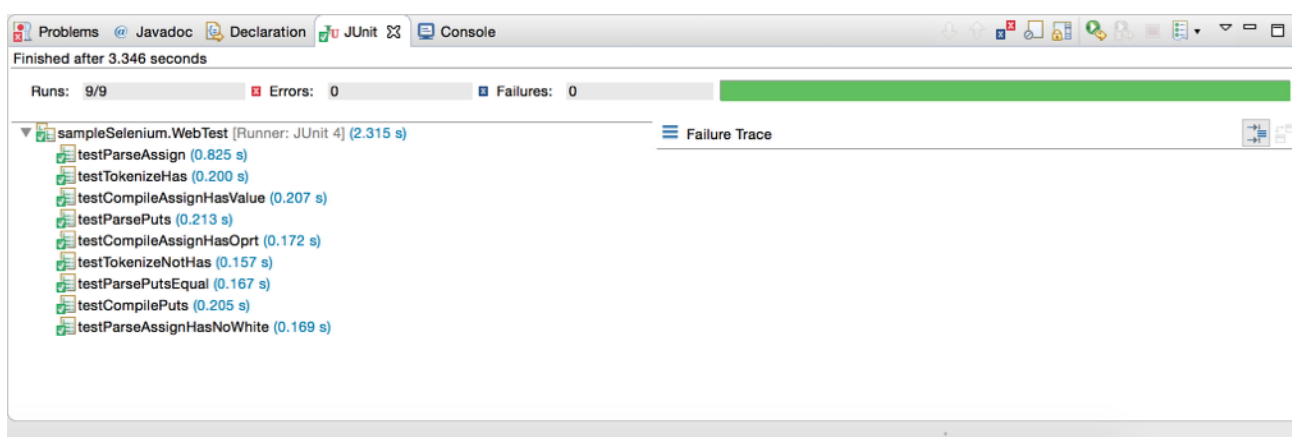 Problems @ Javadoc Declaration JUnit Console
Finished after 3.346 seconds
Runs: 9/9 Errors: 0 Failures: 0
sampleSelenium.WebTest [Runner: JUnit 4] (2.315 s)
Failure Trace
testParseAssign (0.825 s)
testTokenizeHas (0.200 s)
testCompileAssignHasValue (0.207 s)
testParsePuts (0.213 s)
testCompileAssignHasOprt (0.172 s)
testTokenizeNotHas (0.157 s)
testParsePutsEqual (0.167 s)
testCompilePuts (0.205 s)
testParseAssignHasNoWhite (0.169 s)